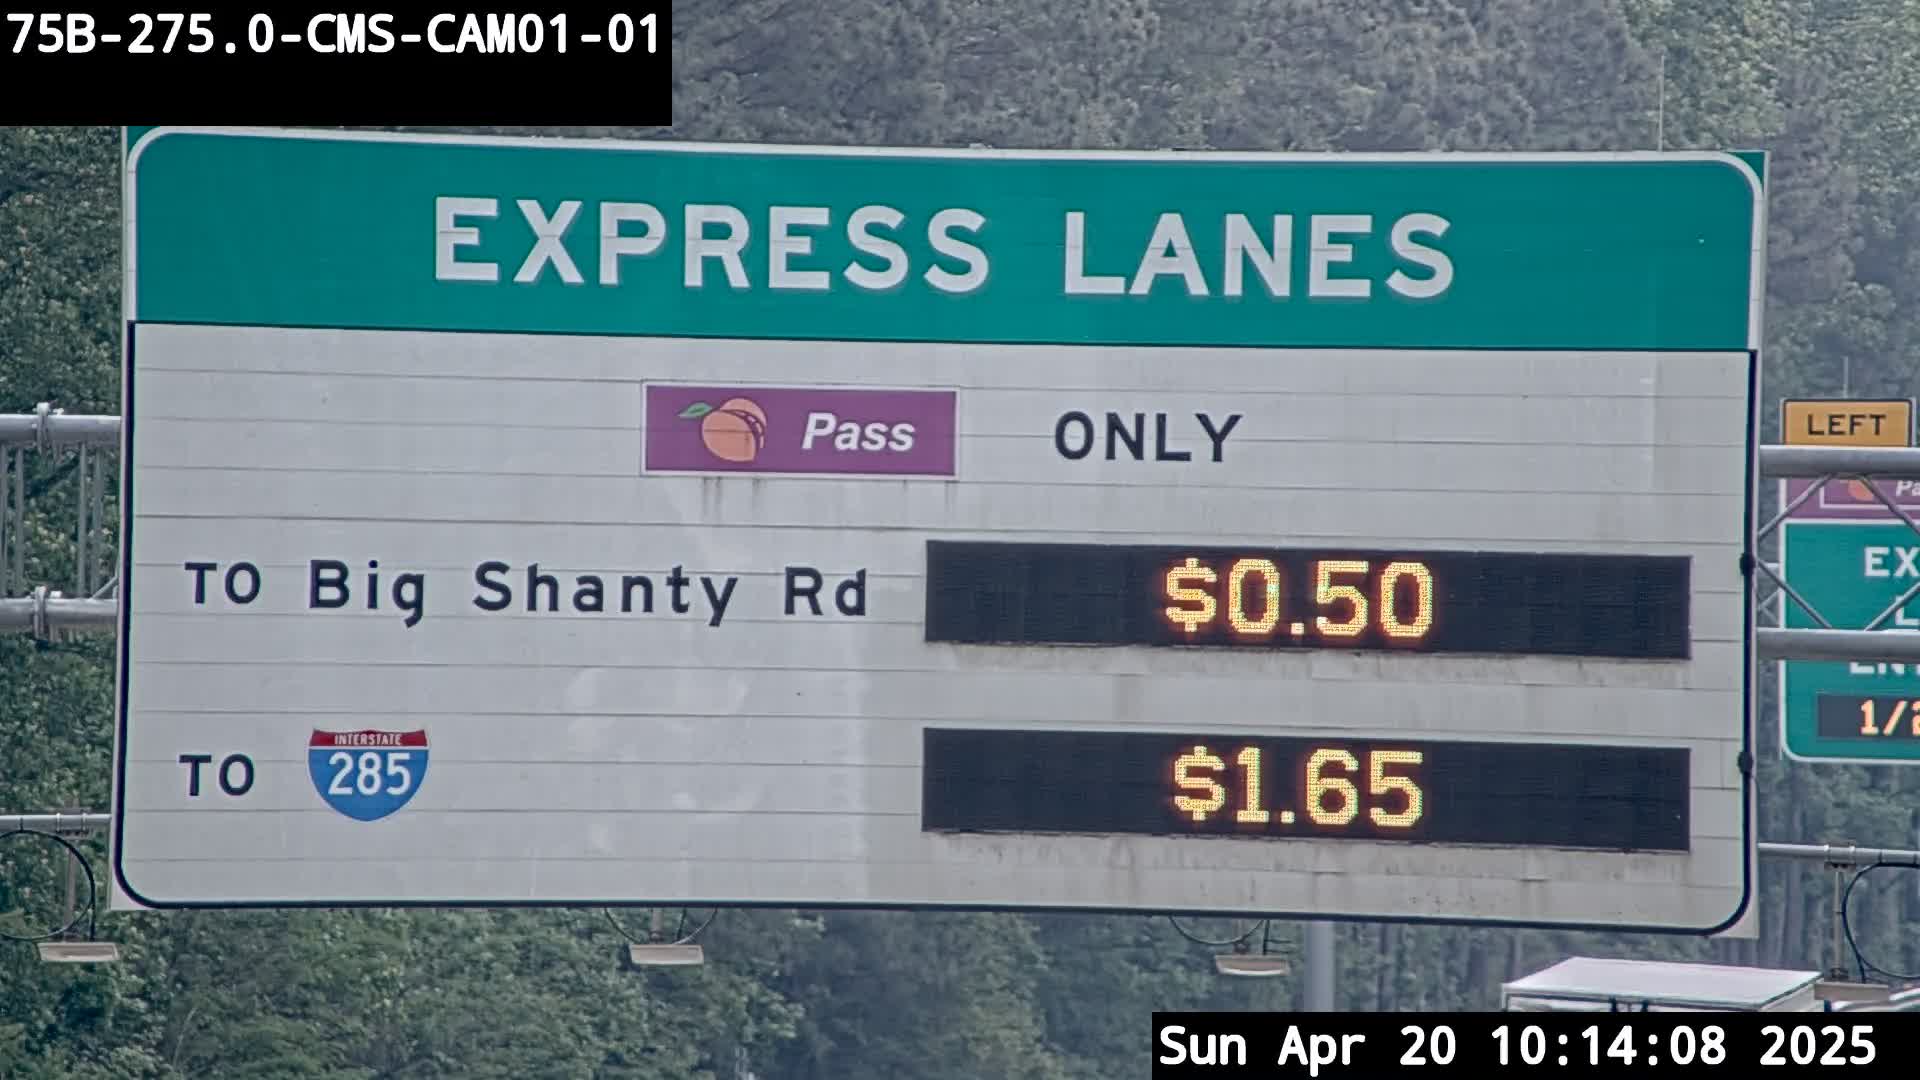 75B-275.0-CMS-CAM01-01
EXPRESS LANES
Pass ONLY
TO Big Shanty Rd $0.50
TO INTERSTATE 285 $1.65
LEFT
Sun Apr 20 10:14:08 2025